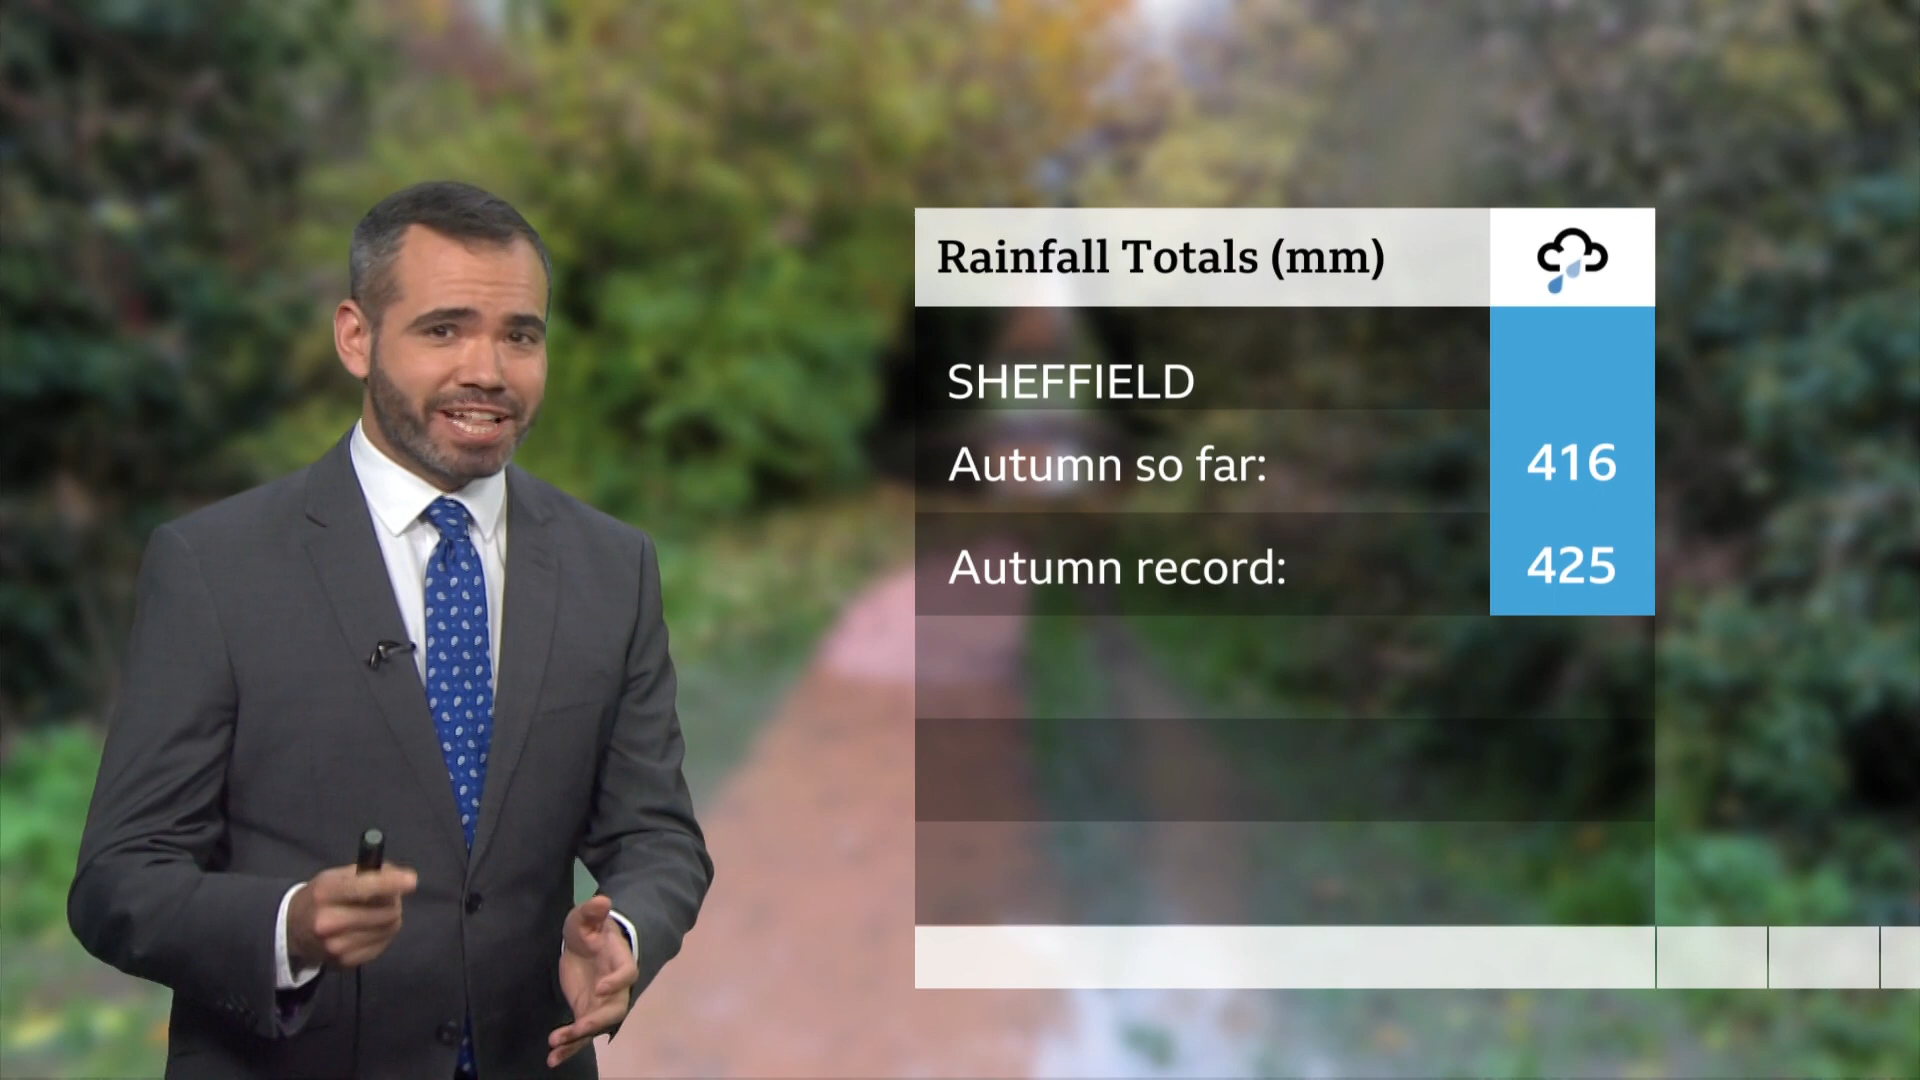 Rainfall Totals (mm)
SHEFFIELD
Autumn so far: 416
Autumn record: 425